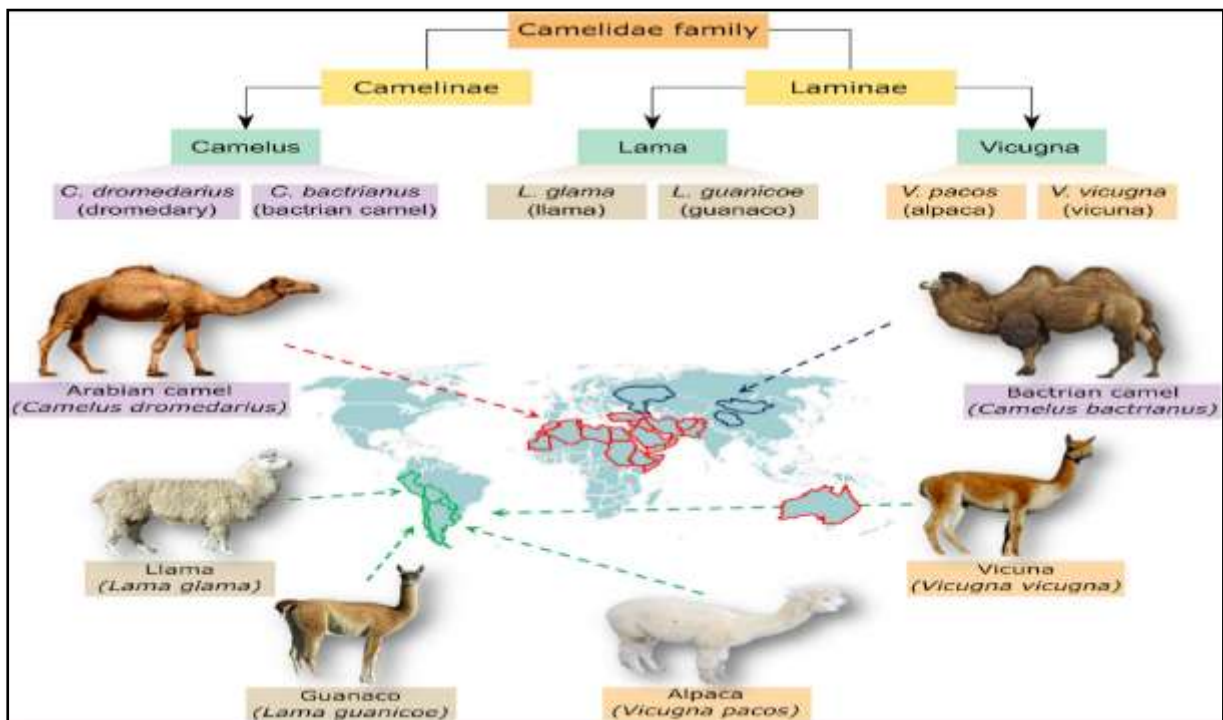 Camelidae family
Camelinae
Laminae
Camelus
Lama
Vicugna
C. dromedarius
(dromedary)
C. bactrianus
(bactrian camel)
L. glama
(llama)
L. guanicoe
(guanaco)
V. pacos
(alpaca)
V. vicugna
(vicuna)
Arabian camel
(Camelus dromedarius)
Bactrian camel
(Camelus bactrianus)
Llama
(Lama glama)
Vicuna
(Vicugna vicugna)
Guanaco
(Lama guanicoe)
Alpaca
(Vicugna pacos)